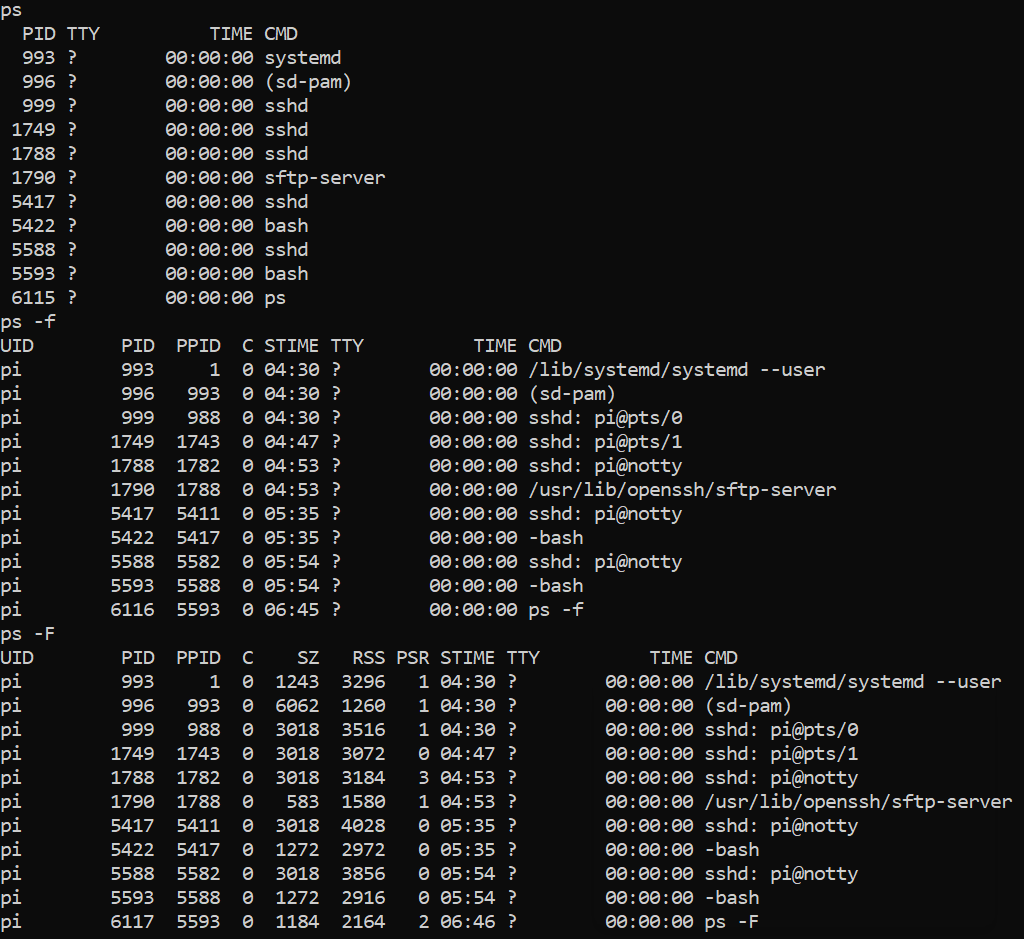 ps
  PID TTY          TIME CMD
  993 ?        00:00:00 systemd
  996 ?        00:00:00 (sd-pam)
  999 ?        00:00:00 sshd
 1749 ?        00:00:00 sshd
 1788 ?        00:00:00 sshd
 1790 ?        00:00:00 sftp-server
 5417 ?        00:00:00 sshd
 5422 ?        00:00:00 bash
 5588 ?        00:00:00 sshd
 5593 ?        00:00:00 bash
 6115 ?        00:00:00 ps
ps -f
UID        PID  PPID  C STIME TTY          TIME CMD
pi         993     1  0 04:30 ?        00:00:00 /lib/systemd/systemd --user
pi         996   993  0 04:30 ?        00:00:00 (sd-pam)
pi         999   988  0 04:30 ?        00:00:00 sshd: pi@pts/0
pi        1749  1743  0 04:47 ?        00:00:00 sshd: pi@pts/1
pi        1788  1782  0 04:53 ?        00:00:00 sshd: pi@notty
pi        1790  1788  0 04:53 ?        00:00:00 /usr/lib/openssh/sftp-server
pi        5417  5411  0 05:35 ?        00:00:00 sshd: pi@notty
pi        5422  5417  0 05:35 ?        00:00:00 -bash
pi        5588  5582  0 05:54 ?        00:00:00 sshd: pi@notty
pi        5593  5588  0 05:54 ?        00:00:00 -bash
pi        6116  5593  0 06:45 ?        00:00:00 ps -f
ps -F
UID        PID  PPID  C    SZ   RSS PSR STIME TTY          TIME CMD
pi         993     1  0  1243  3296   1 04:30 ?        00:00:00 /lib/systemd/systemd --user
pi         996   993  0  6062  1260   1 04:30 ?        00:00:00 (sd-pam)
pi         999   988  0  3018  3516   1 04:30 ?        00:00:00 sshd: pi@pts/0
pi        1749  1743  0  3018  3072   0 04:47 ?        00:00:00 sshd: pi@pts/1
pi        1788  1782  0  3018  3184   3 04:53 ?        00:00:00 sshd: pi@notty
pi        1790  1788  0   583  1580   1 04:53 ?        00:00:00 /usr/lib/openssh/sftp-server
pi        5417  5411  0  3018  4028   0 05:35 ?        00:00:00 sshd: pi@notty
pi        5422  5417  0  1272  2972   0 05:35 ?        00:00:00 -bash
pi        5588  5582  0  3018  3856   0 05:54 ?        00:00:00 sshd: pi@notty
pi        5593  5588  0  1272  2916   0 05:54 ?        00:00:00 -bash
pi        6117  5593  0  1184  2164   2 06:46 ?        00:00:00 ps -F